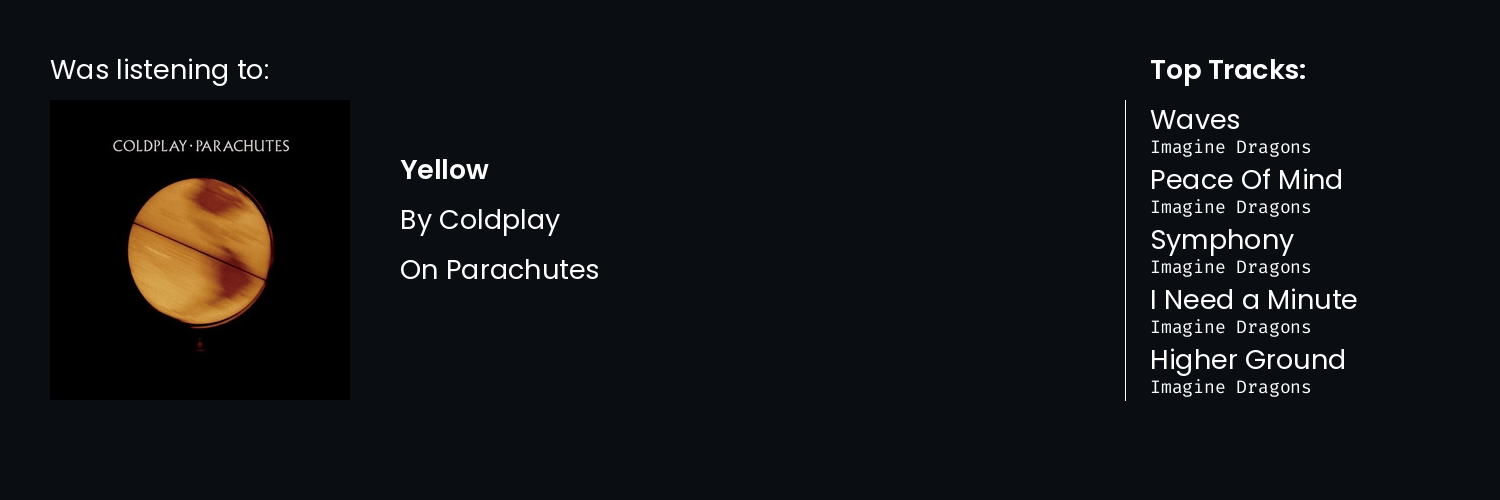 Was listening to:
COLDPLAY · PARACHUTES
Yellow
By Coldplay
On Parachutes
Top Tracks:
Waves
Imagine Dragons
Peace Of Mind
Imagine Dragons
Symphony
Imagine Dragons
I Need a Minute
Imagine Dragons
Higher Ground
Imagine Dragons